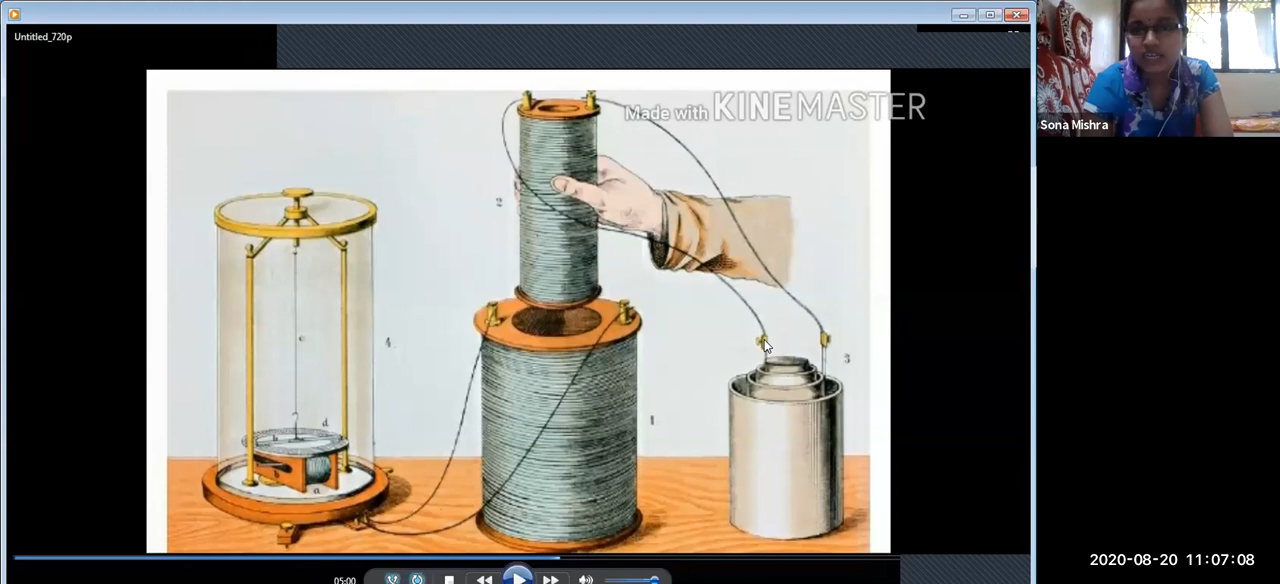 Untitled_720p
Made with KINEMASTER
Sona Mishra
2
4
c
3
1
d
b
a
05:00
2020-08-20 11:07:08